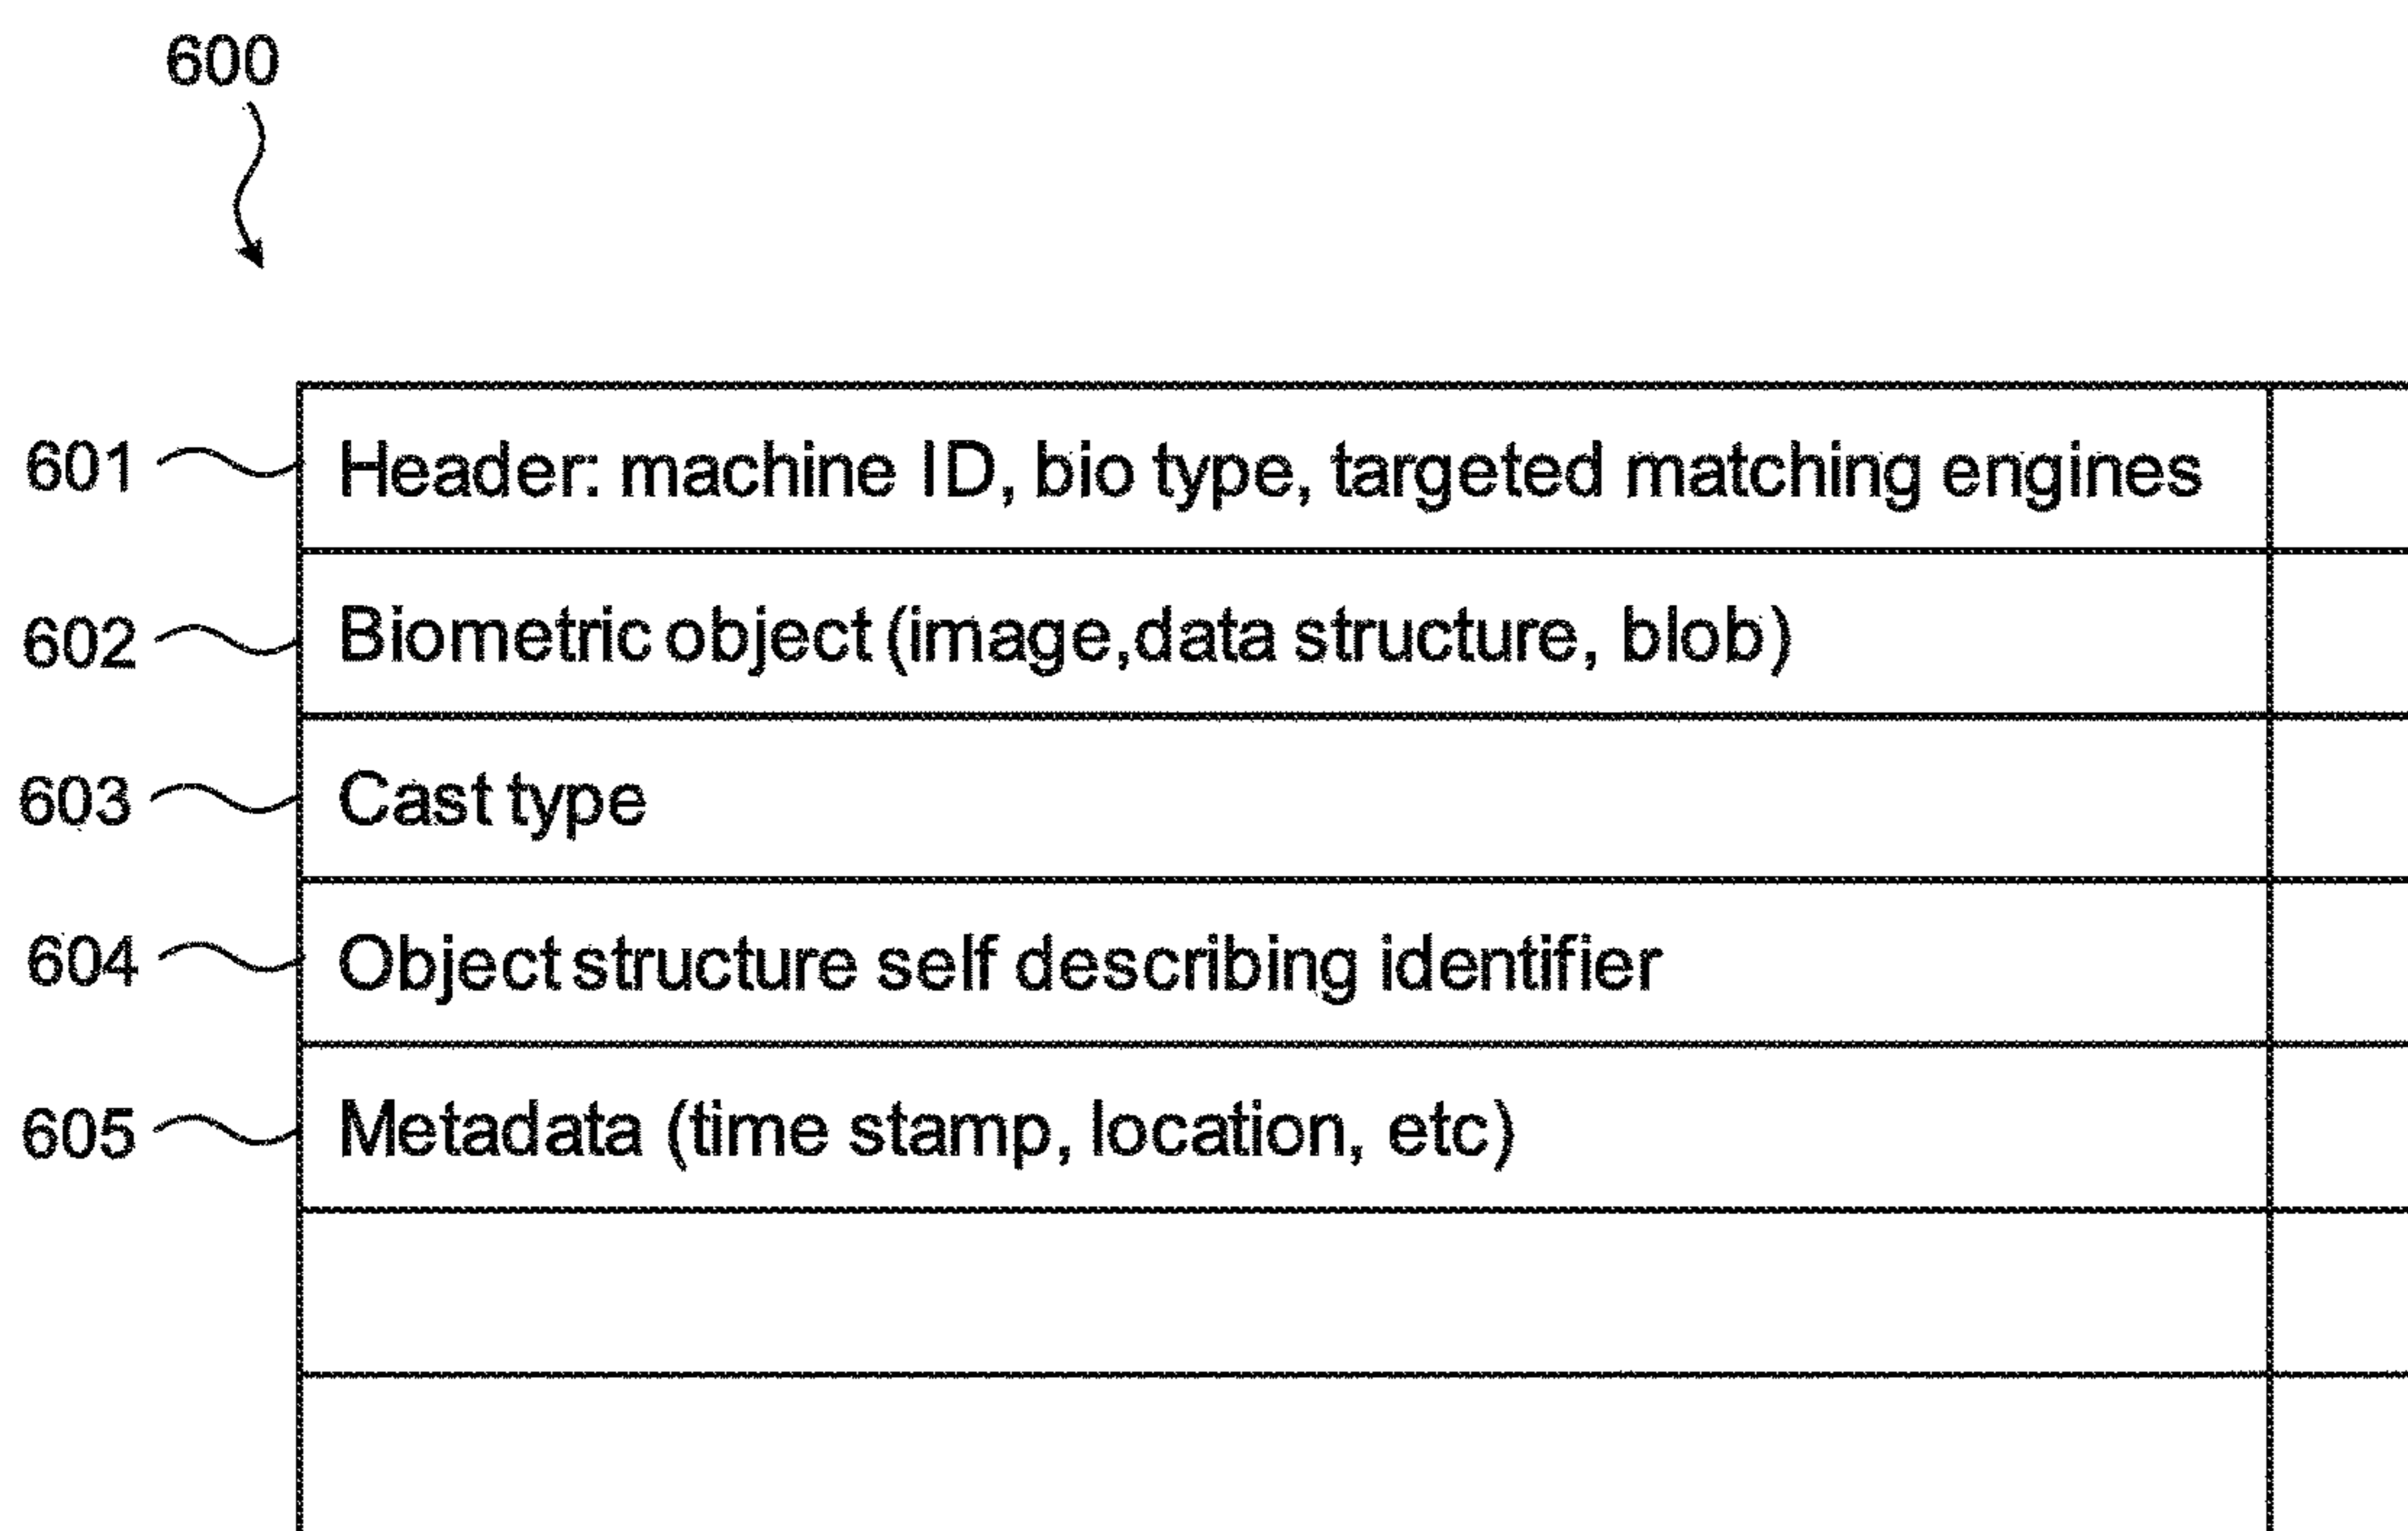 600
601 Header: machine ID, bio type, targeted matching engines
602 Biometric object (image,data structure, blob)
603 Cast type
604 Object structure self describing identifier
605 Metadata (time stamp, location, etc)